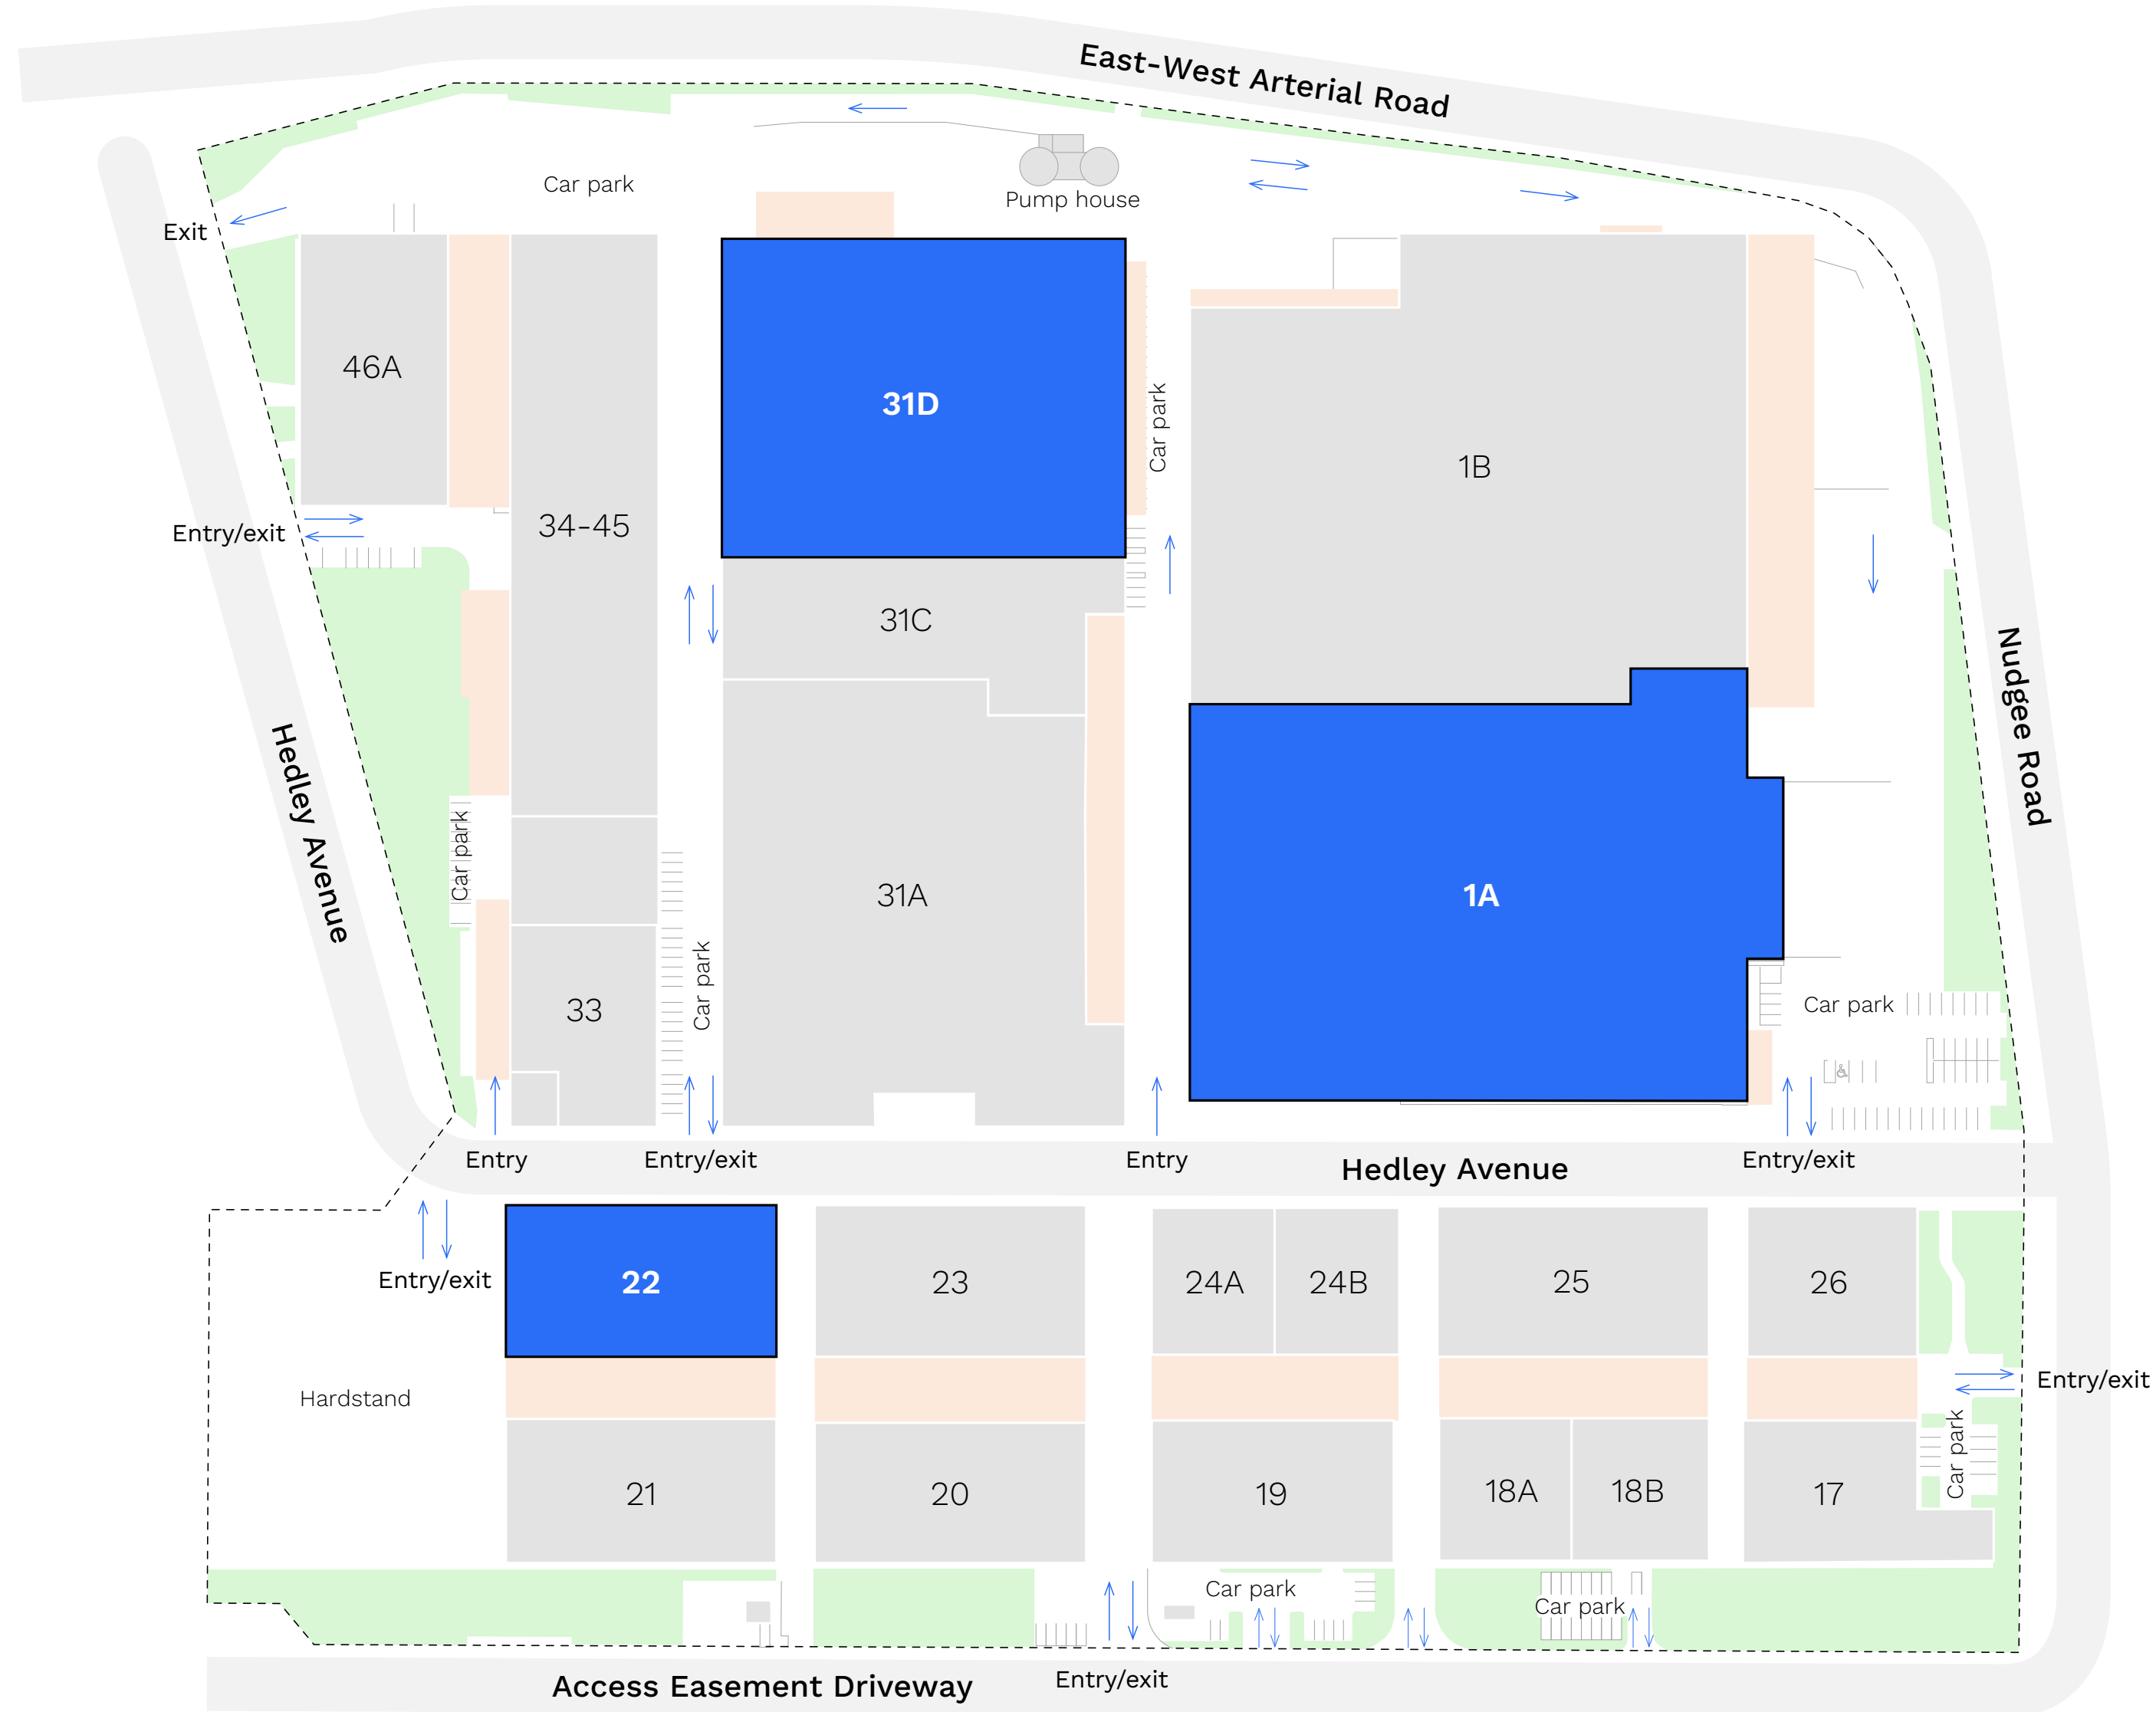 East-West Arterial Road
Car park
Pump house
Exit
46A
31D
Car park
1B
34-45
Entry/exit
31C
Nudgee Road
Hedley Avenue
Car park
31A
1A
Car park
33
Car park
Entry
Entry/exit
Entry
Hedley Avenue
Entry/exit
Entry/exit
22
23
24A
24B
25
26
Hardstand
Entry/exit
Car park
21
20
19
18A
18B
17
Car park
Car park
Entry/exit
Access Easement Driveway